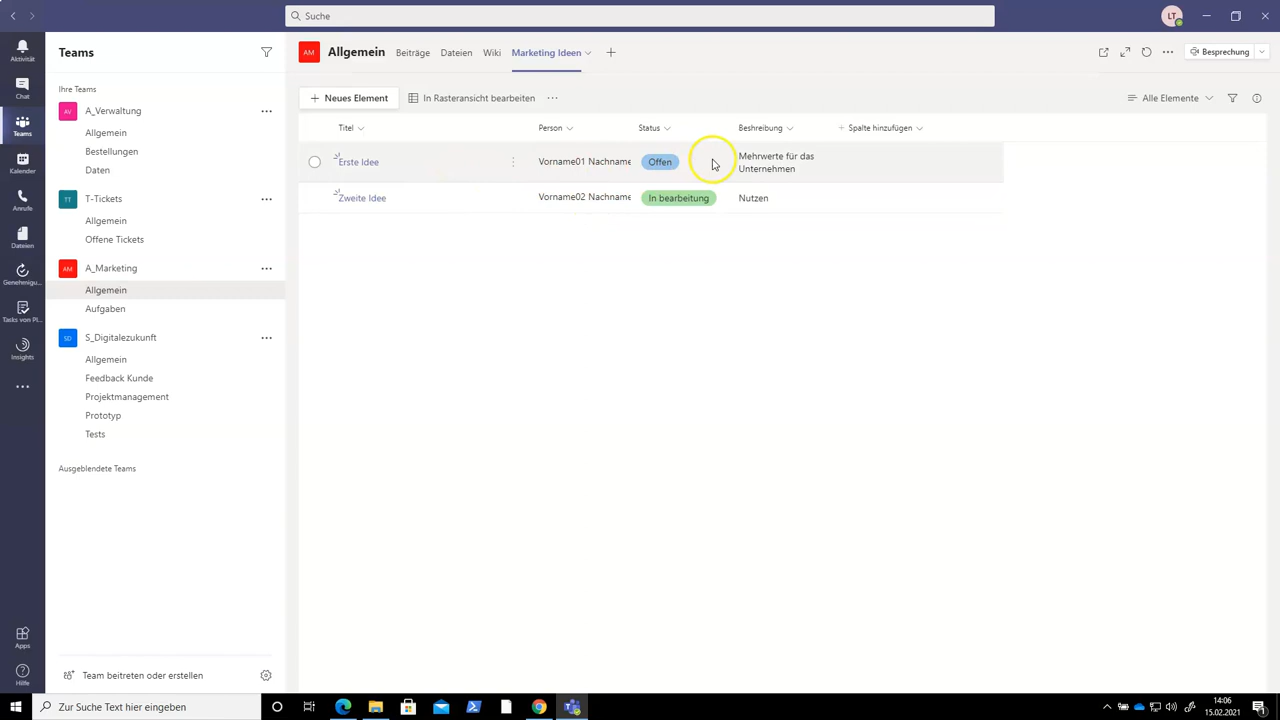 Suche
LT
Aktivität
Chat
Teams
Kalender
Anrufe
Dateien
Genehmigu...
Tasks von Pl...
Insights
Apps
Hilfe
Teams
Ihre Teams
AV A_Verwaltung
Allgemein
Bestellungen
Daten
TT T-Tickets
Allgemein
Offene Tickets
AM A_Marketing
Allgemein
Aufgaben
SD S_Digitalezukunft
Allgemein
Feedback Kunde
Projektmanagement
Prototyp
Tests
Ausgeblendete Teams
Team beitreten oder erstellen
AM Allgemein Beiträge Dateien Wiki Marketing Ideen Besprechung
Neues Element In Rasteransicht bearbeiten Alle Elemente
Titel Person Status Beshreibung Spalte hinzufügen
Erste Idee Vorname01 Nachname Offen Mehrwerte für das
Unternehmen
Zweite Idee Vorname02 Nachname In bearbeitung Nutzen
Zur Suche Text hier eingeben
14:06
15.02.2021